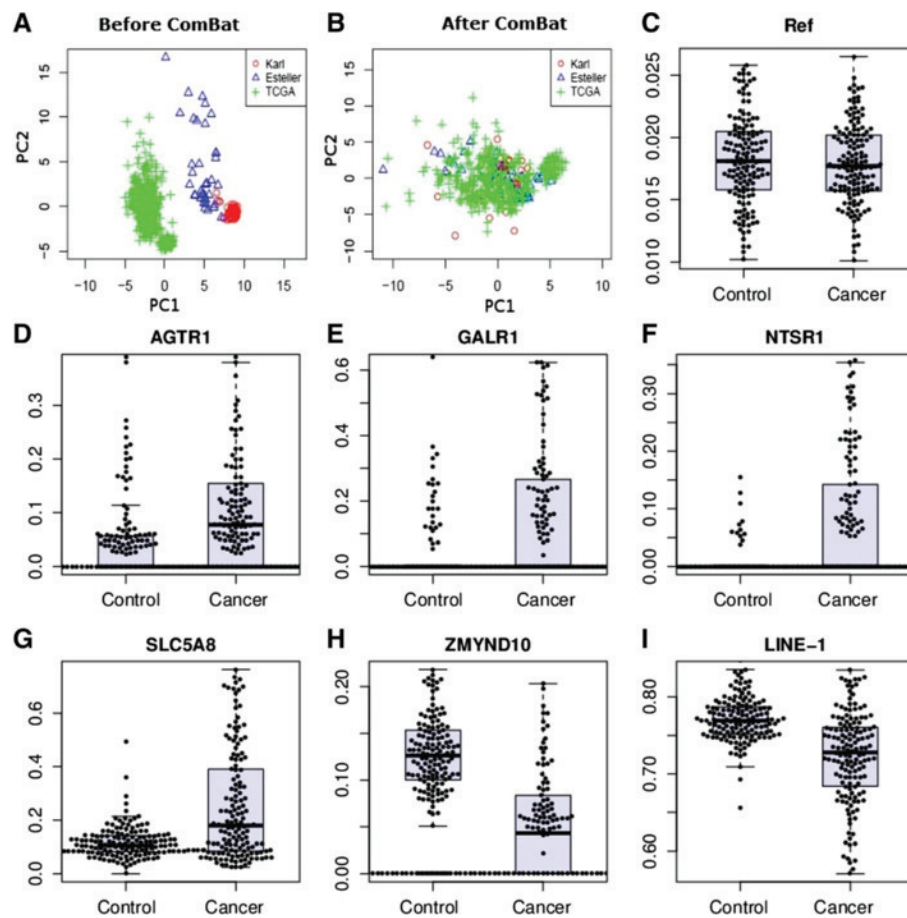 A
Before ComBat
Karl
Esteller
TCGA
PC2
15
10
5
0
−5
−10
−5
0
5
10
15
PC1
B
After ComBat
Karl
Esteller
TCGA
PC2
15
10
5
0
−5
−10
−10
−5
0
5
10
PC1
C
Ref
0.025
0.020
0.015
0.010
Control
Cancer
D
AGTR1
0.3
0.2
0.1
0.0
Control
Cancer
E
GALR1
0.6
0.4
0.2
0.0
Control
Cancer
F
NTSR1
0.30
0.20
0.10
0.00
Control
Cancer
G
SLC5A8
0.6
0.4
0.2
0.0
Control
Cancer
H
ZMYND10
0.20
0.10
0.00
Control
Cancer
I
LINE−1
0.80
0.70
0.60
Control
Cancer